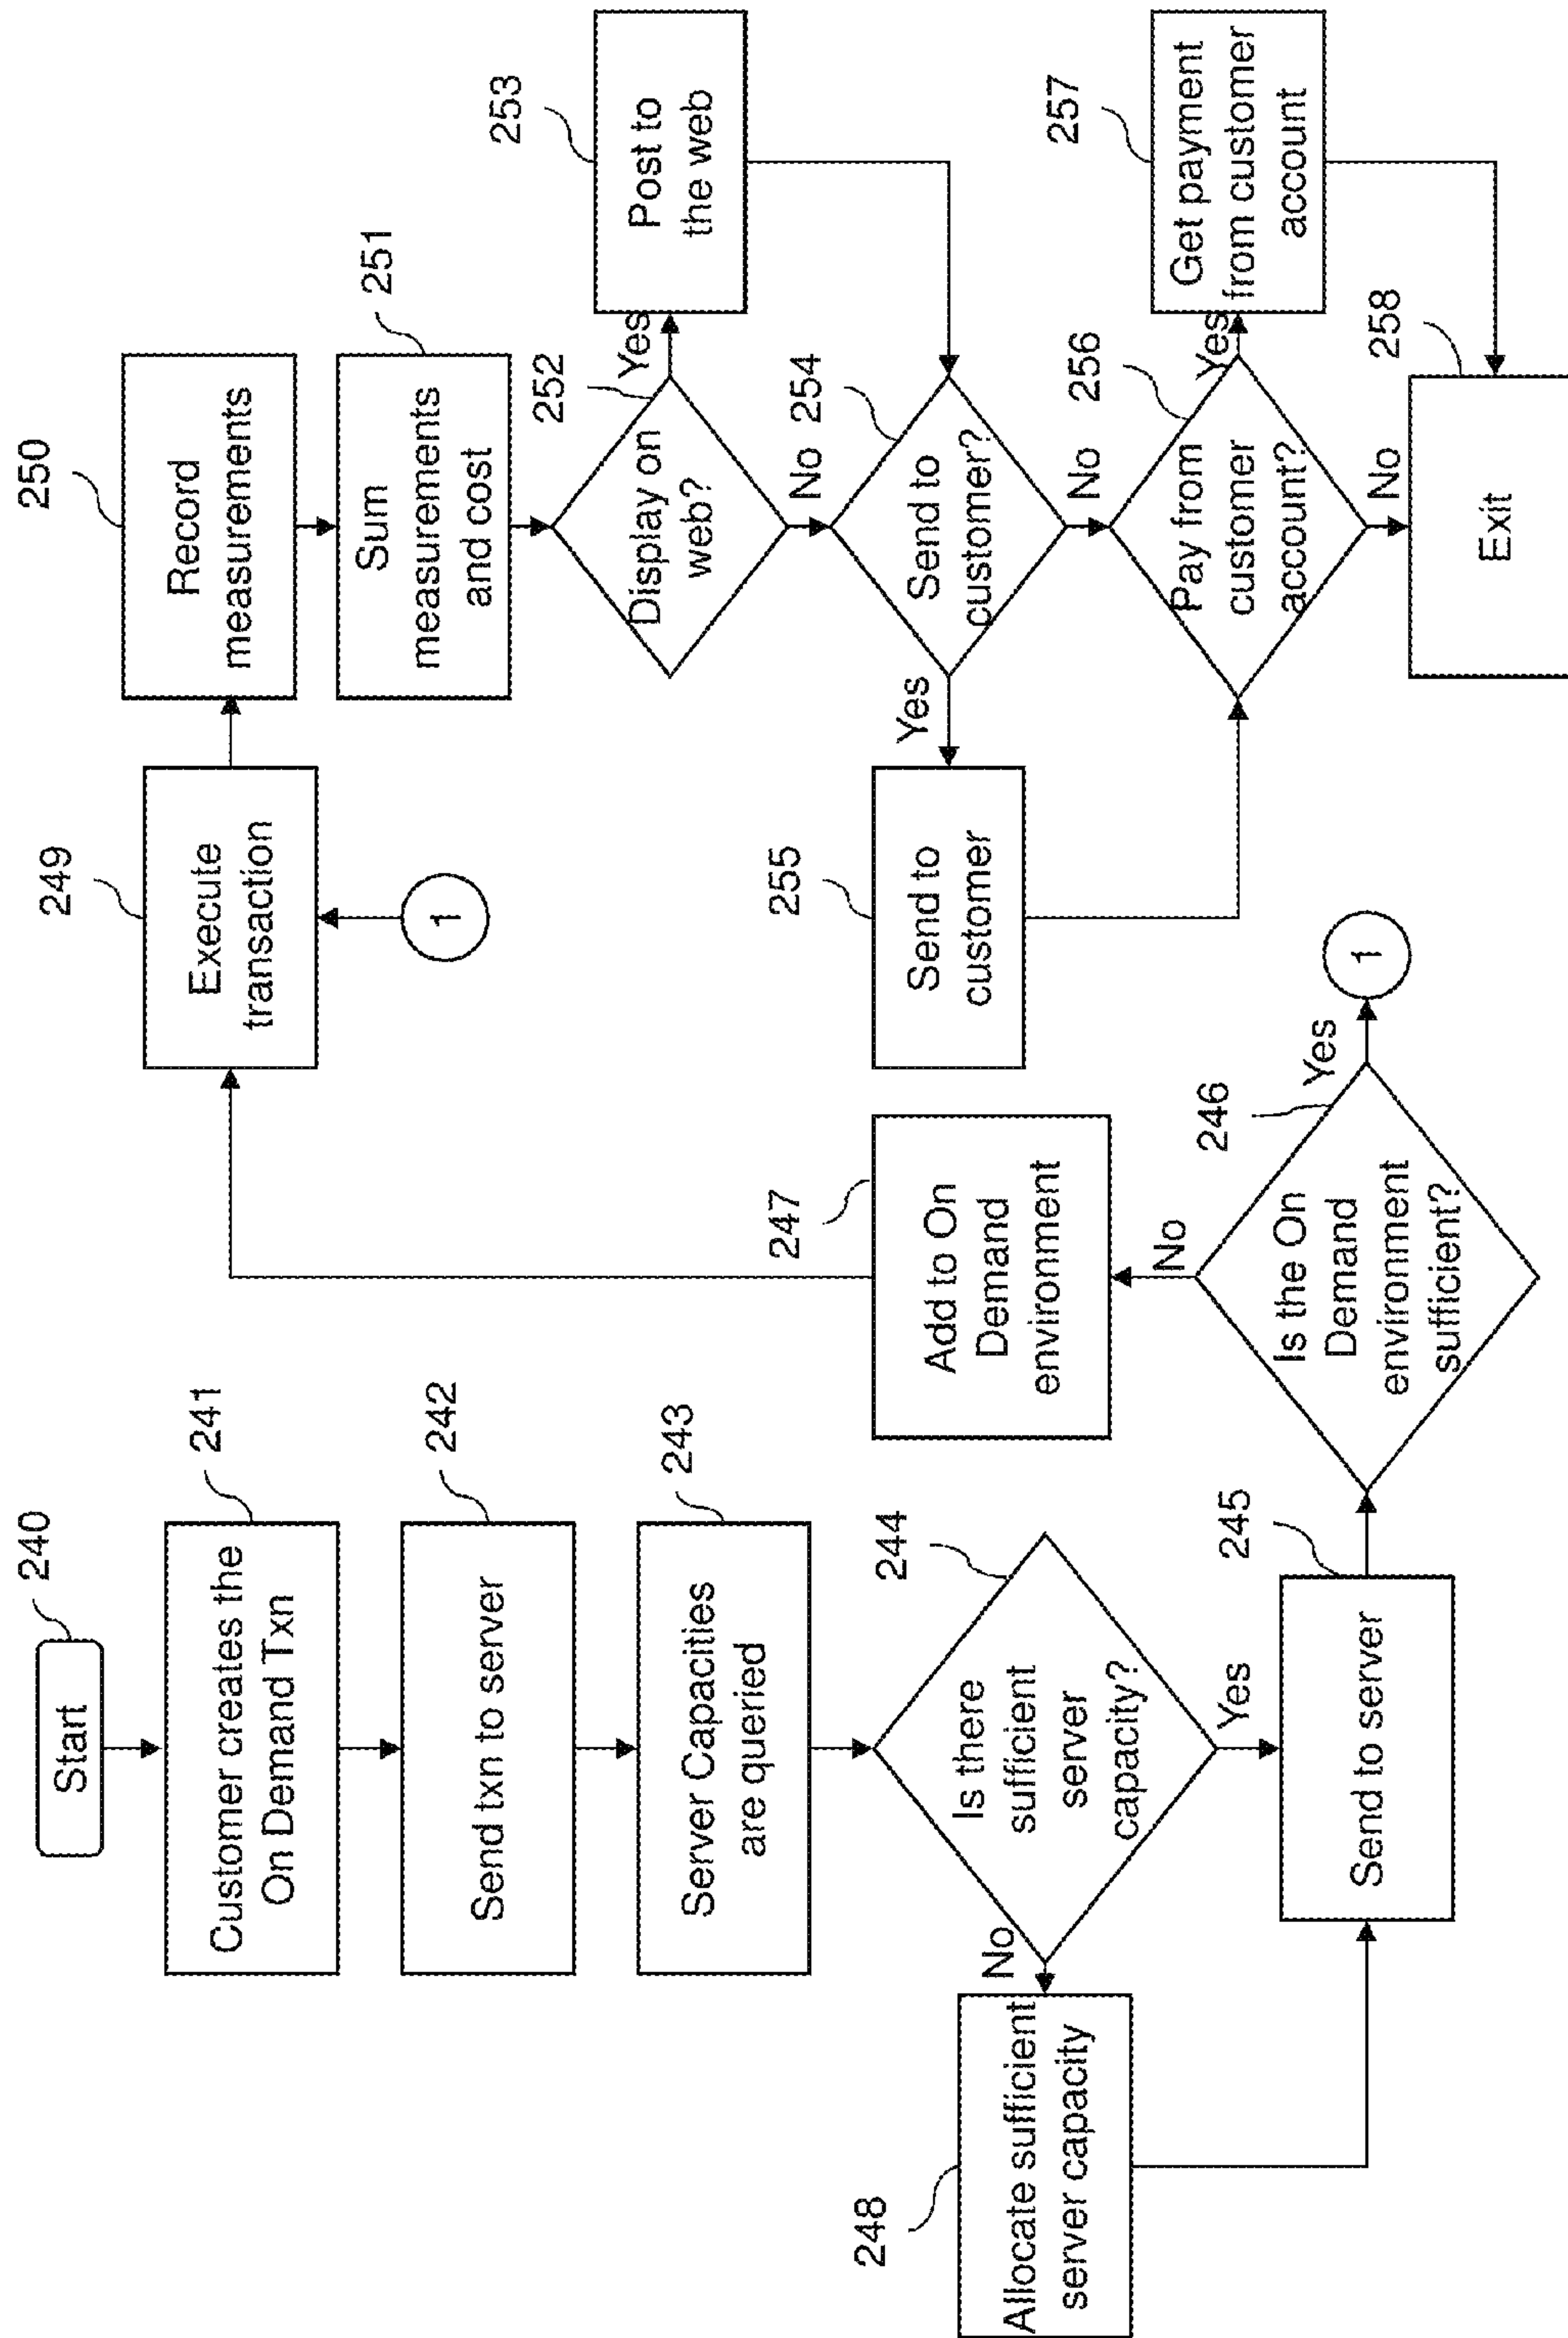 240
Start
241
Customer creates the
On Demand Txn
242
Send txn to server
243
Server Capacities
are queried
244
Is there
sufficient
server
capacity?
No
Yes
248
Allocate sufficient
server capacity
245
Send to server
246
Is the On
Demand
environment
sufficient?
No
Yes
1
247
Add to On
Demand
environment
249
Execute
transaction
1
250
Record
measurements
251
Sum
measurements
and cost
252
Display on
web?
Yes
No
253
Post to
the web
254
Send to
customer?
Yes
No
255
Send to
customer
256
Pay from
customer
account?
Yes
No
257
Get payment
from customer
account
258
Exit